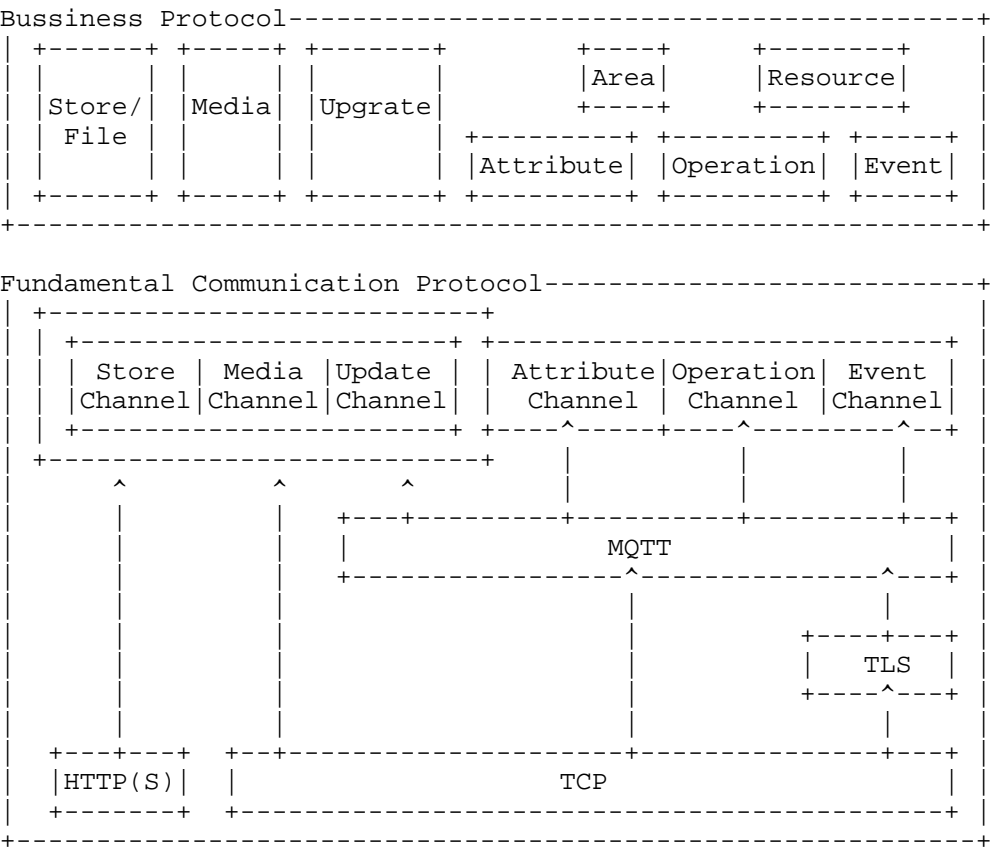 Bussiness Protocol
Area Resource
Store/ Media Upgrate
File
Attribute Operation Event
Fundamental Communication Protocol
Store Media Update Attribute Operation Event
Channel Channel Channel Channel Channel Channel
MQTT
TLS
HTTP(S) TCP